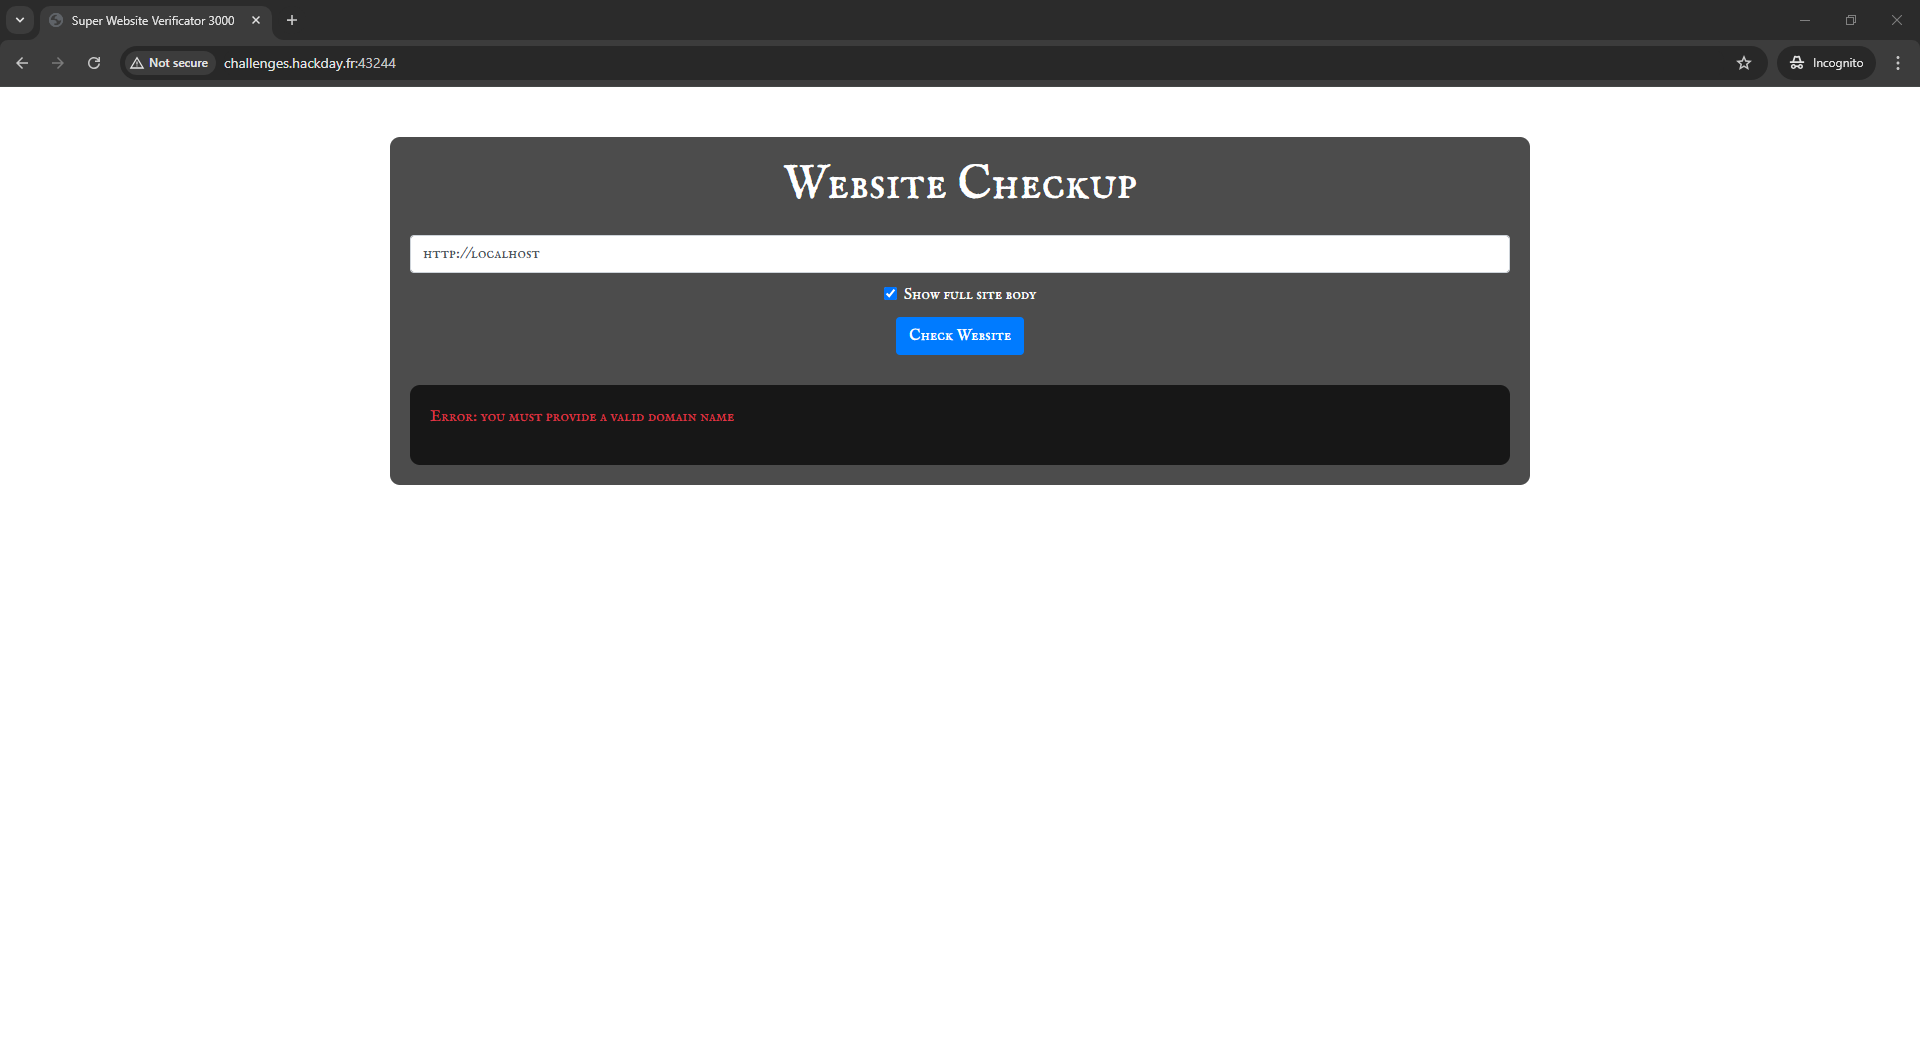 Super Website Verificator 3000
Not secure
challenges.hackday.fr:43244
Incognito
Website Checkup
http://localhost
Show full site body
Check Website
Error: you must provide a valid domain name